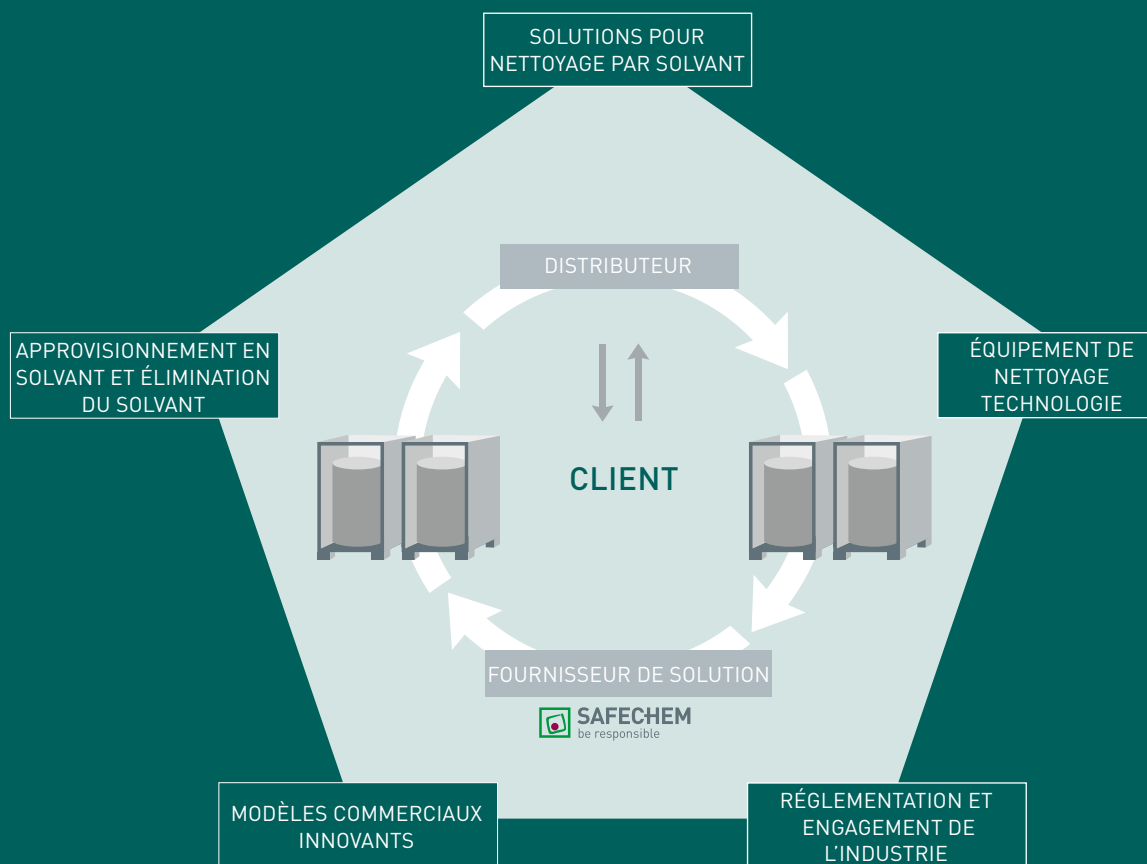 SOLUTIONS POUR
NETTOYAGE PAR SOLVANT
DISTRIBUTEUR
APPROVISIONNEMENT EN
SOLVANT ET ÉLIMINATION
DU SOLVANT
ÉQUIPEMENT DE
NETTOYAGE
TECHNOLOGIE
CLIENT
FOURNISSEUR DE SOLUTION
SAFECHEM
be responsible
MODÈLES COMMERCIAUX
INNOVANTS
RÉGLEMENTATION ET
ENGAGEMENT DE
L'INDUSTRIE